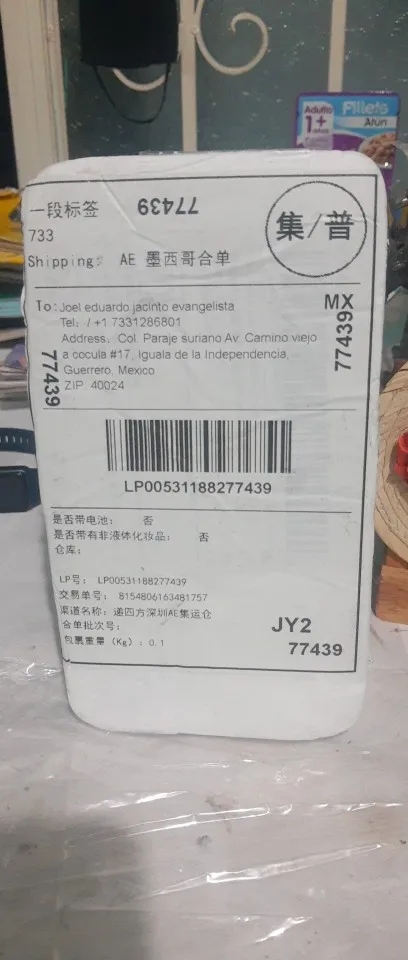 Adulto
1+
años
Fillets
Atún
一段标签
77439
集/普
733
Shipping: AE 墨西哥合单
To: Joel eduardo jacinto evangelista
MX
Tel: / +1 7331286801
Address: Col. Paraje suriano Av. Camino viejo
a cocula #17, Iguala de la Independencia,
Guerrero, Mexico
ZIP: 40024
77439
77439
LP00531188277439
是否带电池: 否
是否带有非液体化妆品: 否
仓库:
LP号: LP00531188277439
交易单号: 8154806163481757
渠道名称: 递四方深圳AE集运仓
合单批次号:
JY2
包裹重量 (Kg) : 0.1
77439